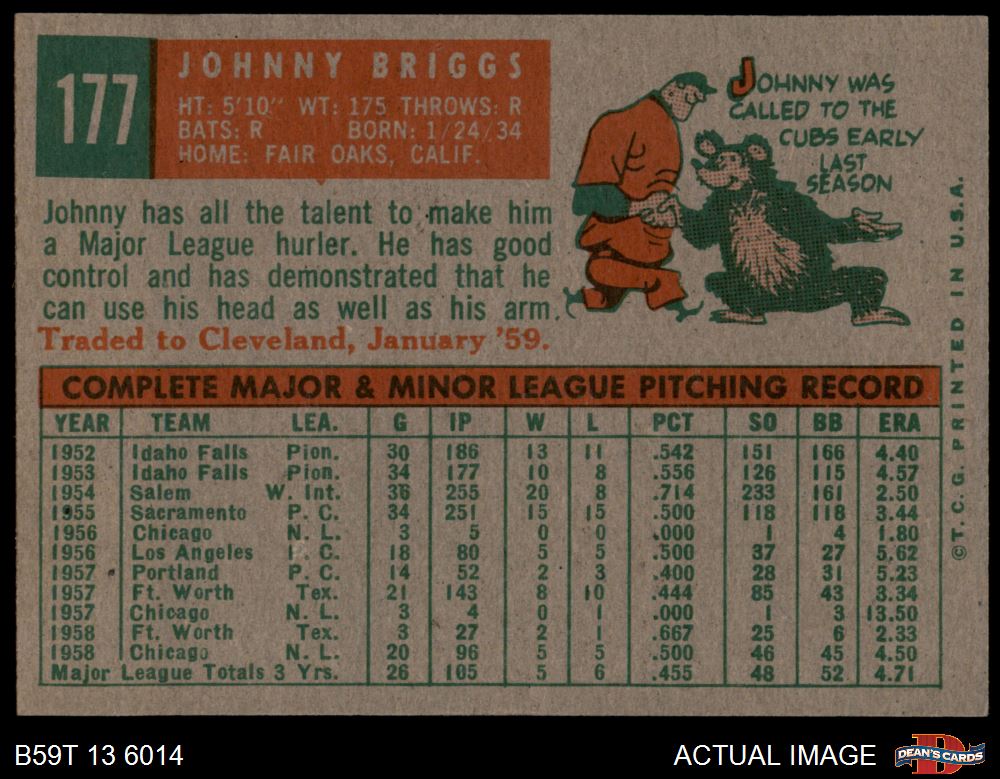 177
JOHNNY BRIGGS
HT: 5'10" WT: 175 THROWS: R
BATS: R BORN: 1/24/34
HOME: FAIR OAKS, CALIF.
JOHNNY WAS
CALLED TO THE
CUBS EARLY
LAST
SEASON
Johnny has all the talent to make him
a Major League hurler. He has good
control and has demonstrated that he
can use his head as well as his arm.
Traded to Cleveland, January '59.
COMPLETE MAJOR & MINOR LEAGUE PITCHING RECORD
YEAR TEAM LEA. G IP W L PCT SO BB ERA
1952 Idaho Falls Pion. 30 186 13 11 .542 151 166 4.40
1953 Idaho Falls Pion. 34 177 10 8 .556 126 115 4.57
1954 Salem W. Int. 36 255 20 8 .714 233 161 2.50
1955 Sacramento P. C. 34 251 15 15 .500 118 118 3.44
1956 Chicago N. L. 3 5 0 0 .000 1 4 1.80
1956 Los Angeles P. C. 18 80 5 5 .500 37 27 5.62
1957 Portland P. C. 14 52 2 3 .400 28 31 5.23
1957 Ft. Worth Tex. 21 143 8 10 .444 85 43 3.34
1957 Chicago N. L. 3 4 0 1 .000 1 3 13.50
1958 Ft. Worth Tex. 3 27 2 1 .667 25 6 2.33
1958 Chicago N. L. 20 96 5 5 .500 46 45 4.50
Major League Totals 3 Yrs. 26 105 5 6 .455 48 52 4.71
© T. C. G. PRINTED IN U.S.A.
B59T 13 6014
ACTUAL IMAGE
DEAN'S CARDS